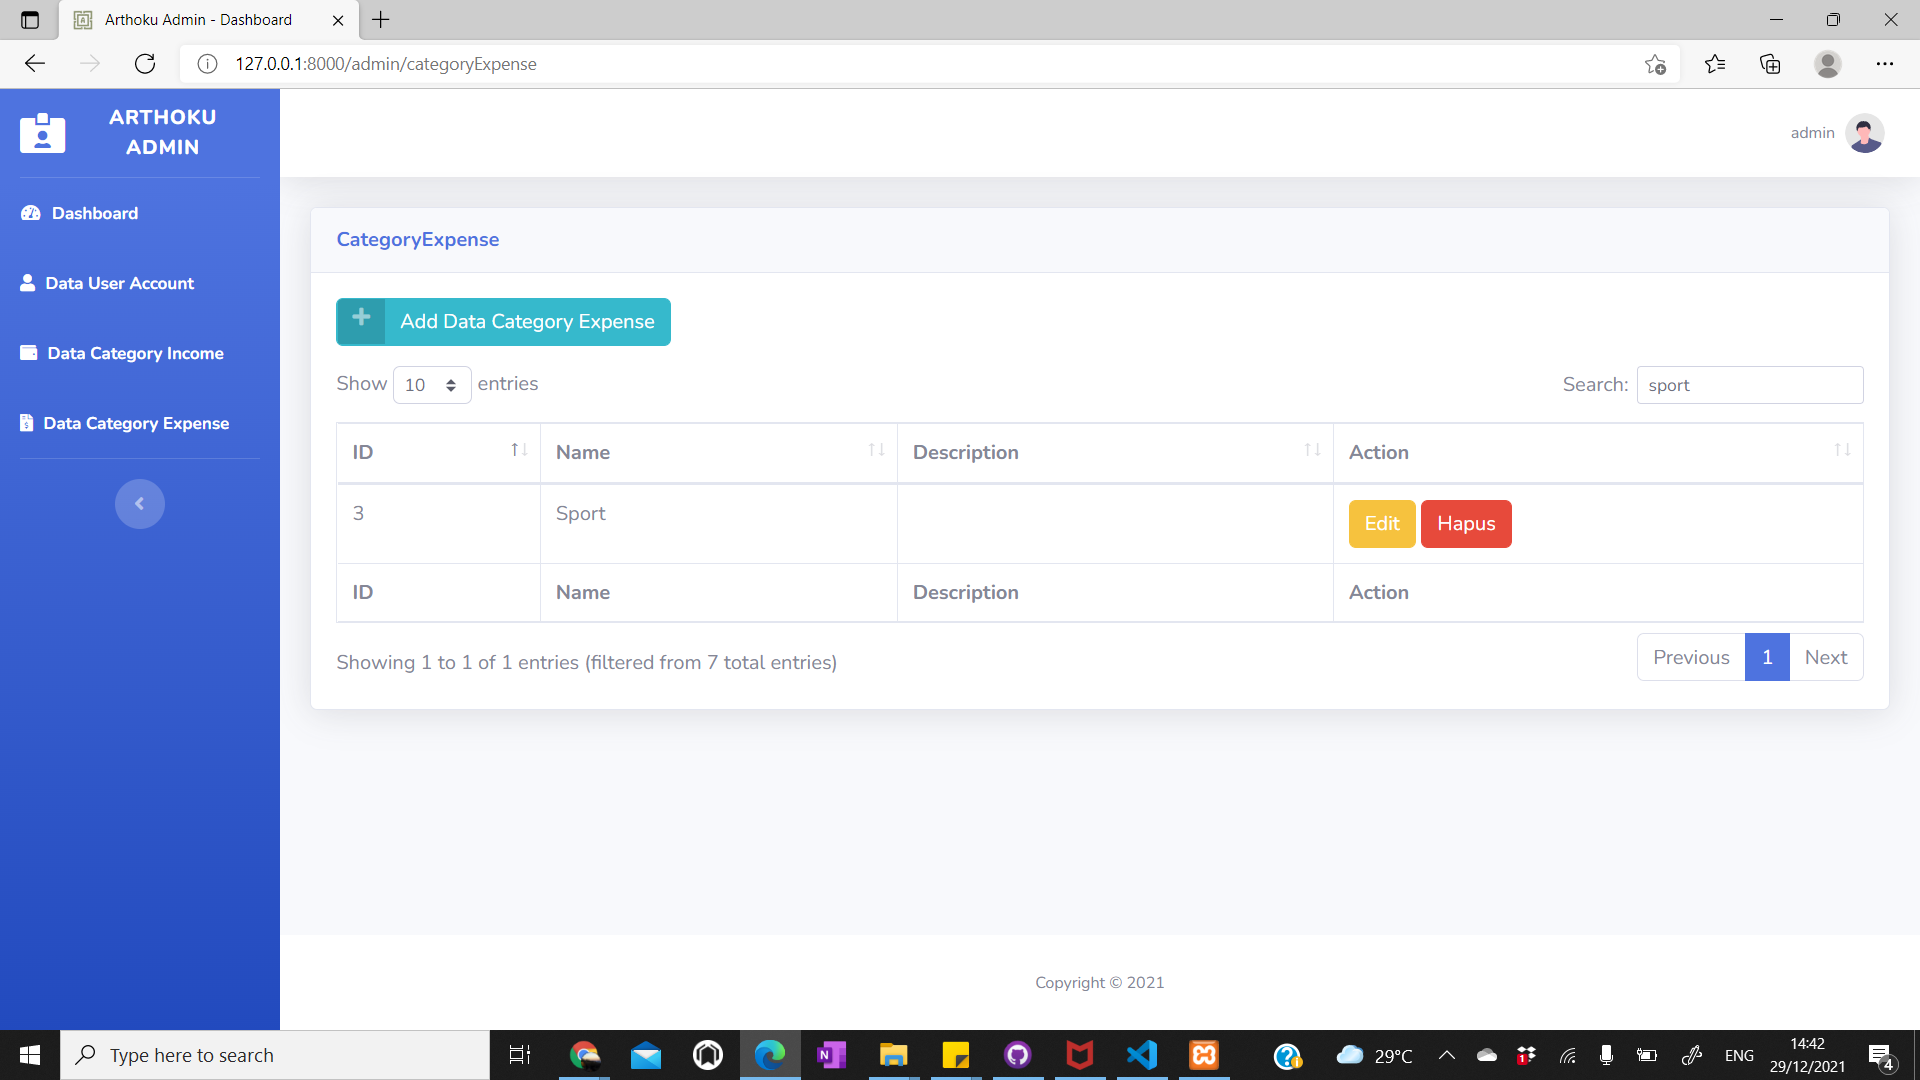 Arthoku Admin - Dashboard
127.0.0.1:8000/admin/categoryExpense
ARTHOKU
ADMIN
admin
Dashboard
Data User Account
Data Category Income
Data Category Expense
CategoryExpense
Add Data Category Expense
Show 10 entries
Search: sport
ID Name Description Action
3 Sport Edit Hapus
ID Name Description Action
Showing 1 to 1 of 1 entries (filtered from 7 total entries)
Previous 1 Next
Copyright © 2021
Type here to search
29°C
ENG
14:42
29/12/2021
4